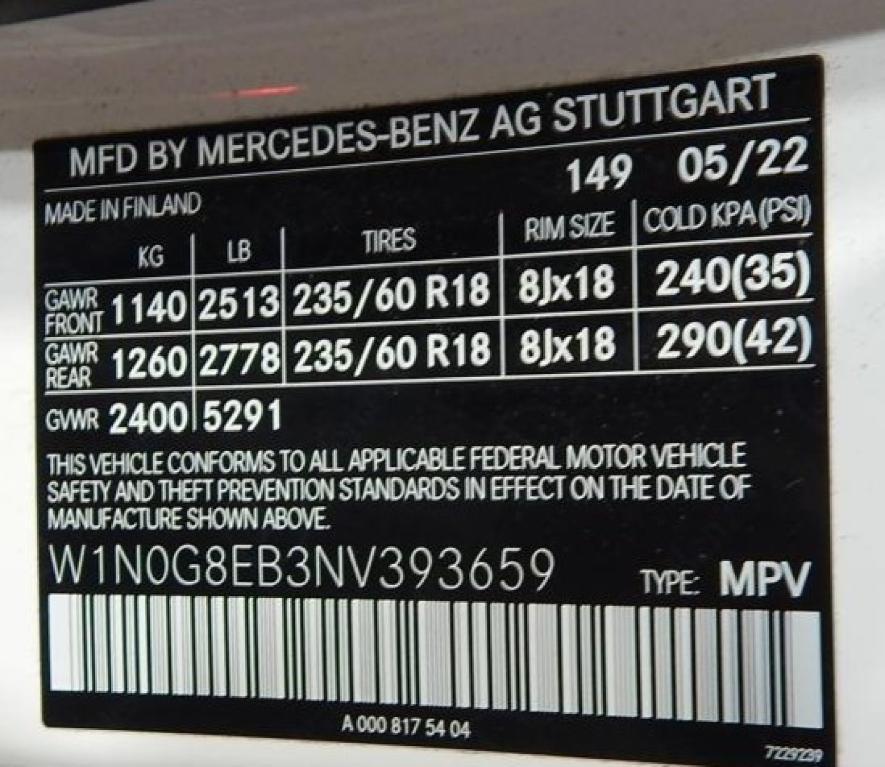 MFD BY MERCEDES-BENZ AG STUTTGART
149 05/22
MADE IN FINLAND
KG LB TIRES RIM SIZE COLD KPA (PSI)
GAWR FRONT 1140 2513 235/60 R18 8Jx18 240(35)
GAWR REAR 1260 2778 235/60 R18 8Jx18 290(42)
GVWR 2400 5291
THIS VEHICLE CONFORMS TO ALL APPLICABLE FEDERAL MOTOR VEHICLE
SAFETY AND THEFT PREVENTION STANDARDS IN EFFECT ON THE DATE OF
MANUFACTURE SHOWN ABOVE.
W1N0G8EB3NV393659 TYPE: MPV
A 000 817 54 04
7229239